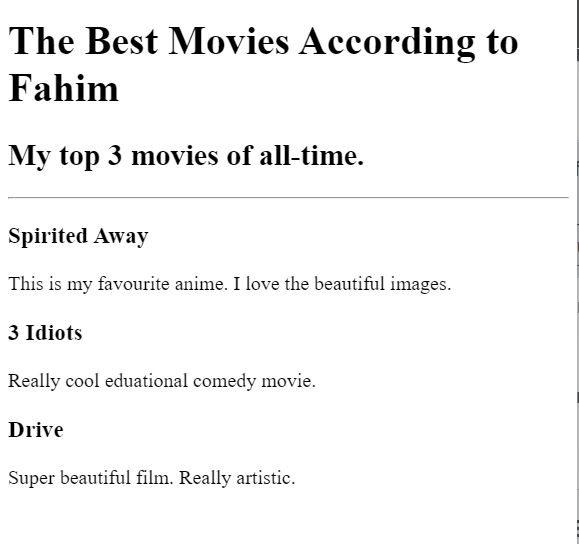 The Best Movies According to
Fahim
My top 3 movies of all-time.
Spirited Away
This is my favourite anime. I love the beautiful images.
3 Idiots
Really cool eduational comedy movie.
Drive
Super beautiful film. Really artistic.